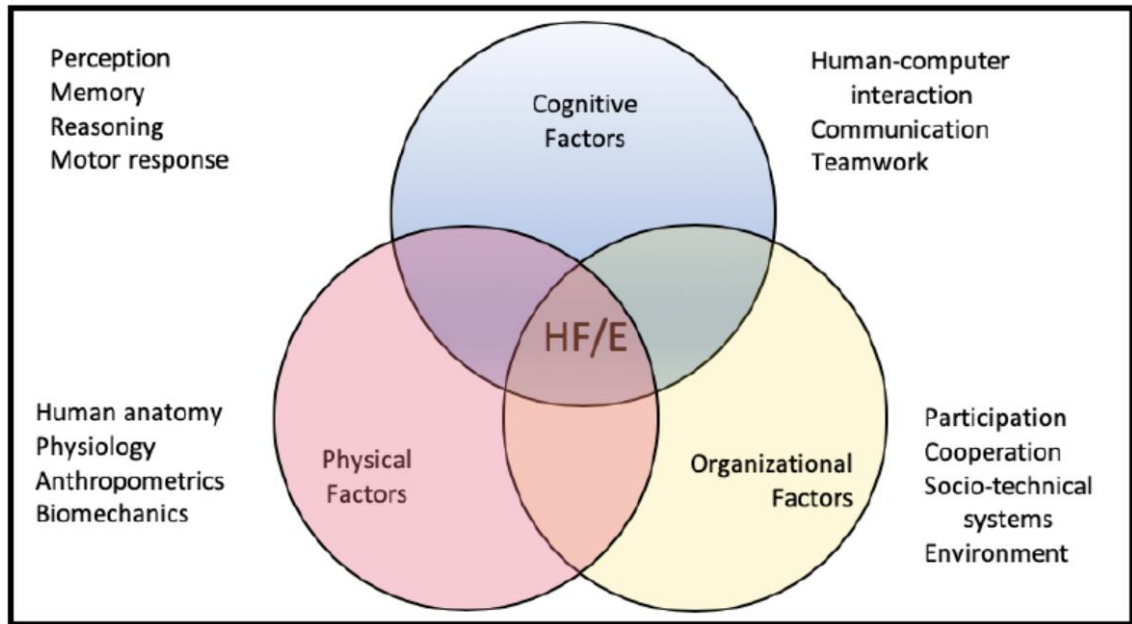 Perception
Memory
Reasoning
Motor response
Cognitive
Factors
Human-computer
interaction
Communication
Teamwork
HF/E
Human anatomy
Physiology
Anthropometrics
Biomechanics
Physical
Factors
Organizational
Factors
Participation
Cooperation
Socio-technical
systems
Environment